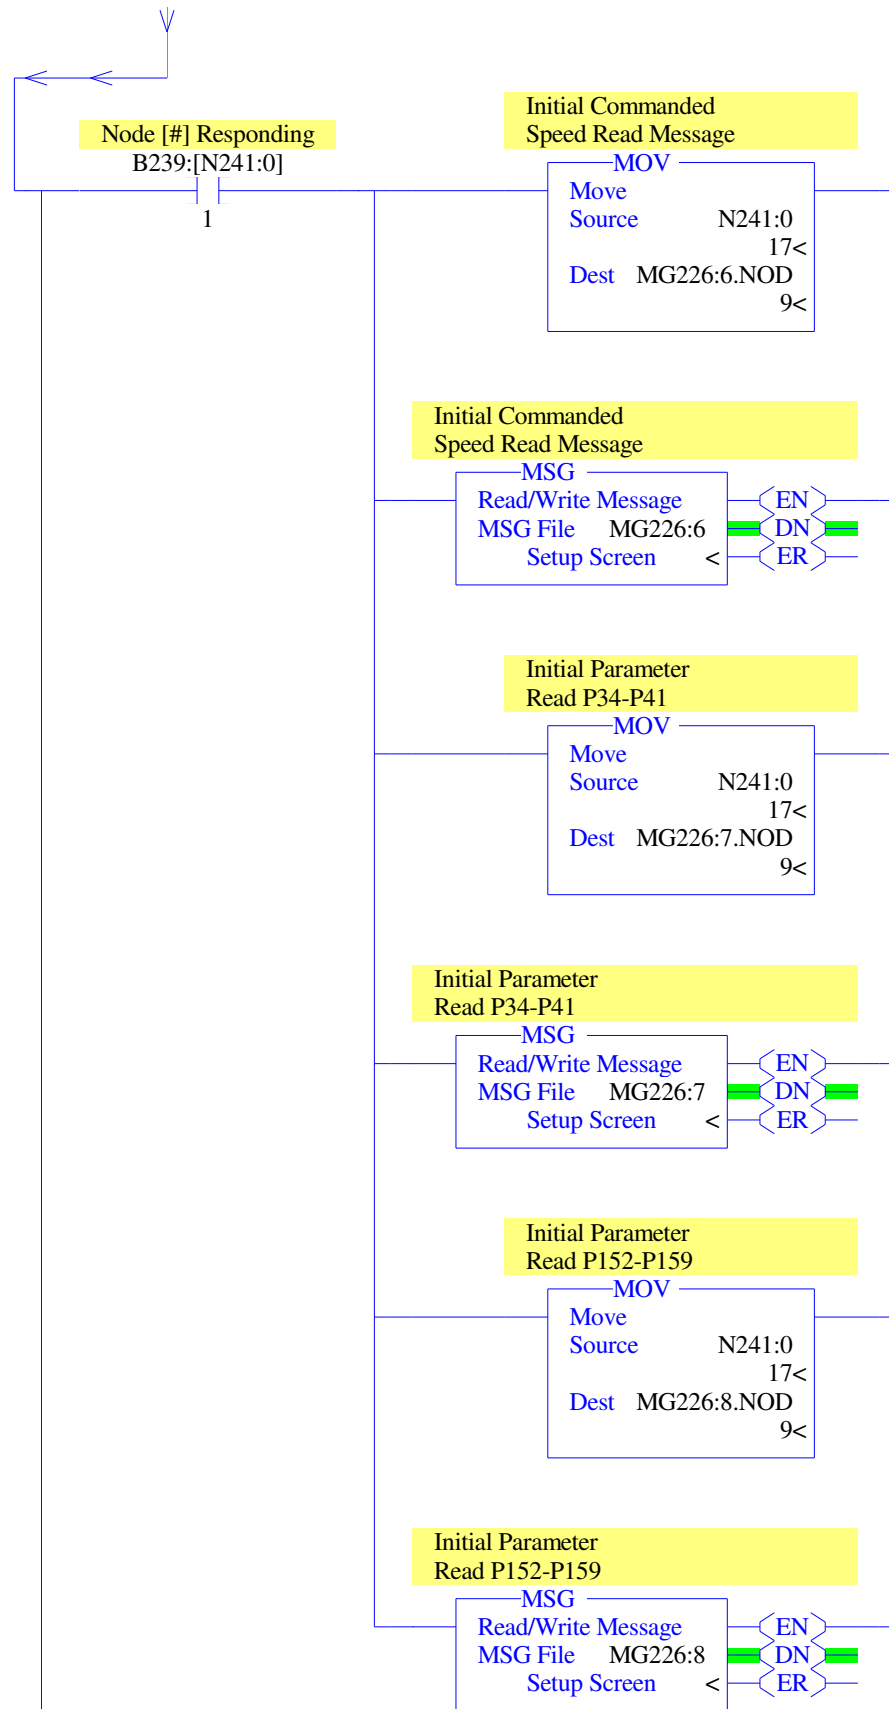 Initial Commanded
Speed Read Message
Node [#] Responding
B239:[N241:0]
1
MOV
Move
Source N241:0
17<
Dest MG226:6.NOD
9<
Initial Commanded
Speed Read Message
MSG
Read/Write Message
MSG File MG226:6
Setup Screen <
EN
DN
ER
Initial Parameter
Read P34-P41
MOV
Move
Source N241:0
17<
Dest MG226:7.NOD
9<
Initial Parameter
Read P34-P41
MSG
Read/Write Message
MSG File MG226:7
Setup Screen <
EN
DN
ER
Initial Parameter
Read P152-P159
MOV
Move
Source N241:0
17<
Dest MG226:8.NOD
9<
Initial Parameter
Read P152-P159
MSG
Read/Write Message
MSG File MG226:8
Setup Screen <
EN
DN
ER